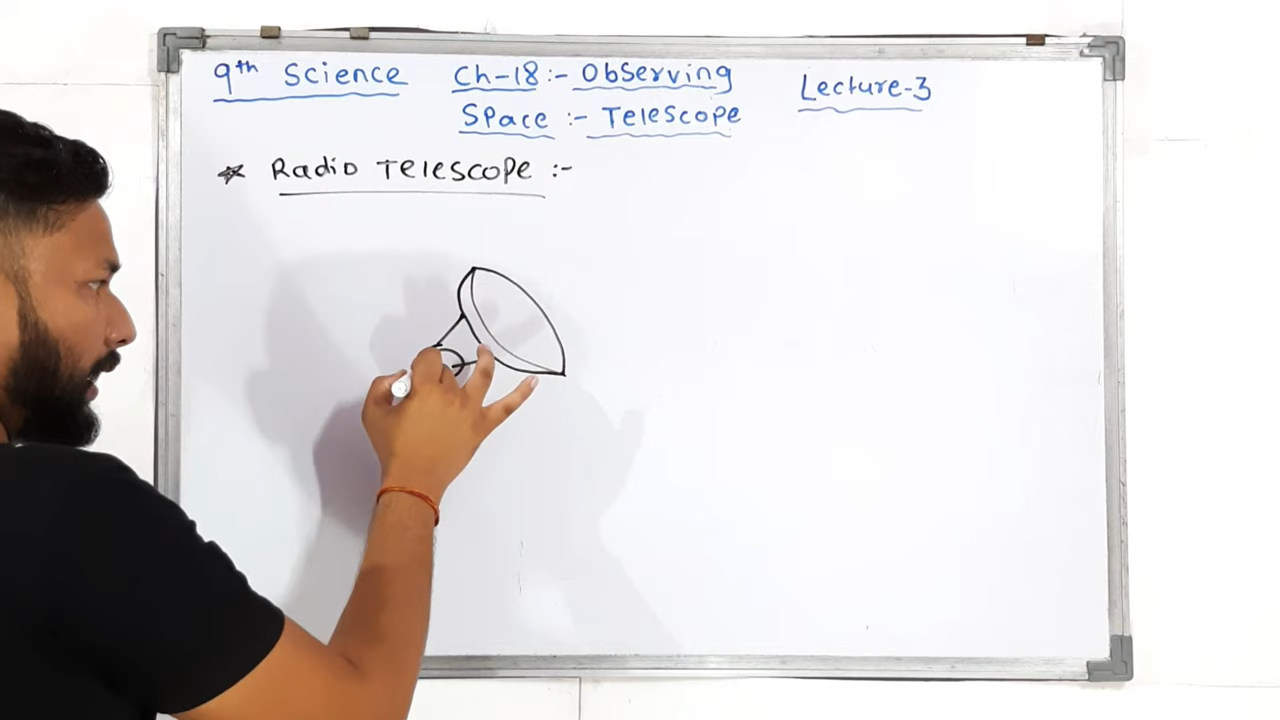 9th Science Ch-18:- Observing Lecture-3
Space :- Telescope
* Radio Telescope :-